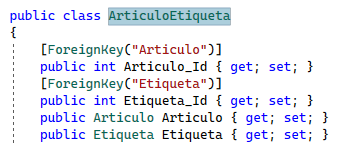 public class ArticuloEtiqueta
{
[ForeignKey("Articulo")]
public int Articulo_Id { get; set; }
[ForeignKey("Etiqueta")]
public int Etiqueta_Id { get; set; }
public Articulo Articulo { get; set; }
public Etiqueta Etiqueta { get; set; }